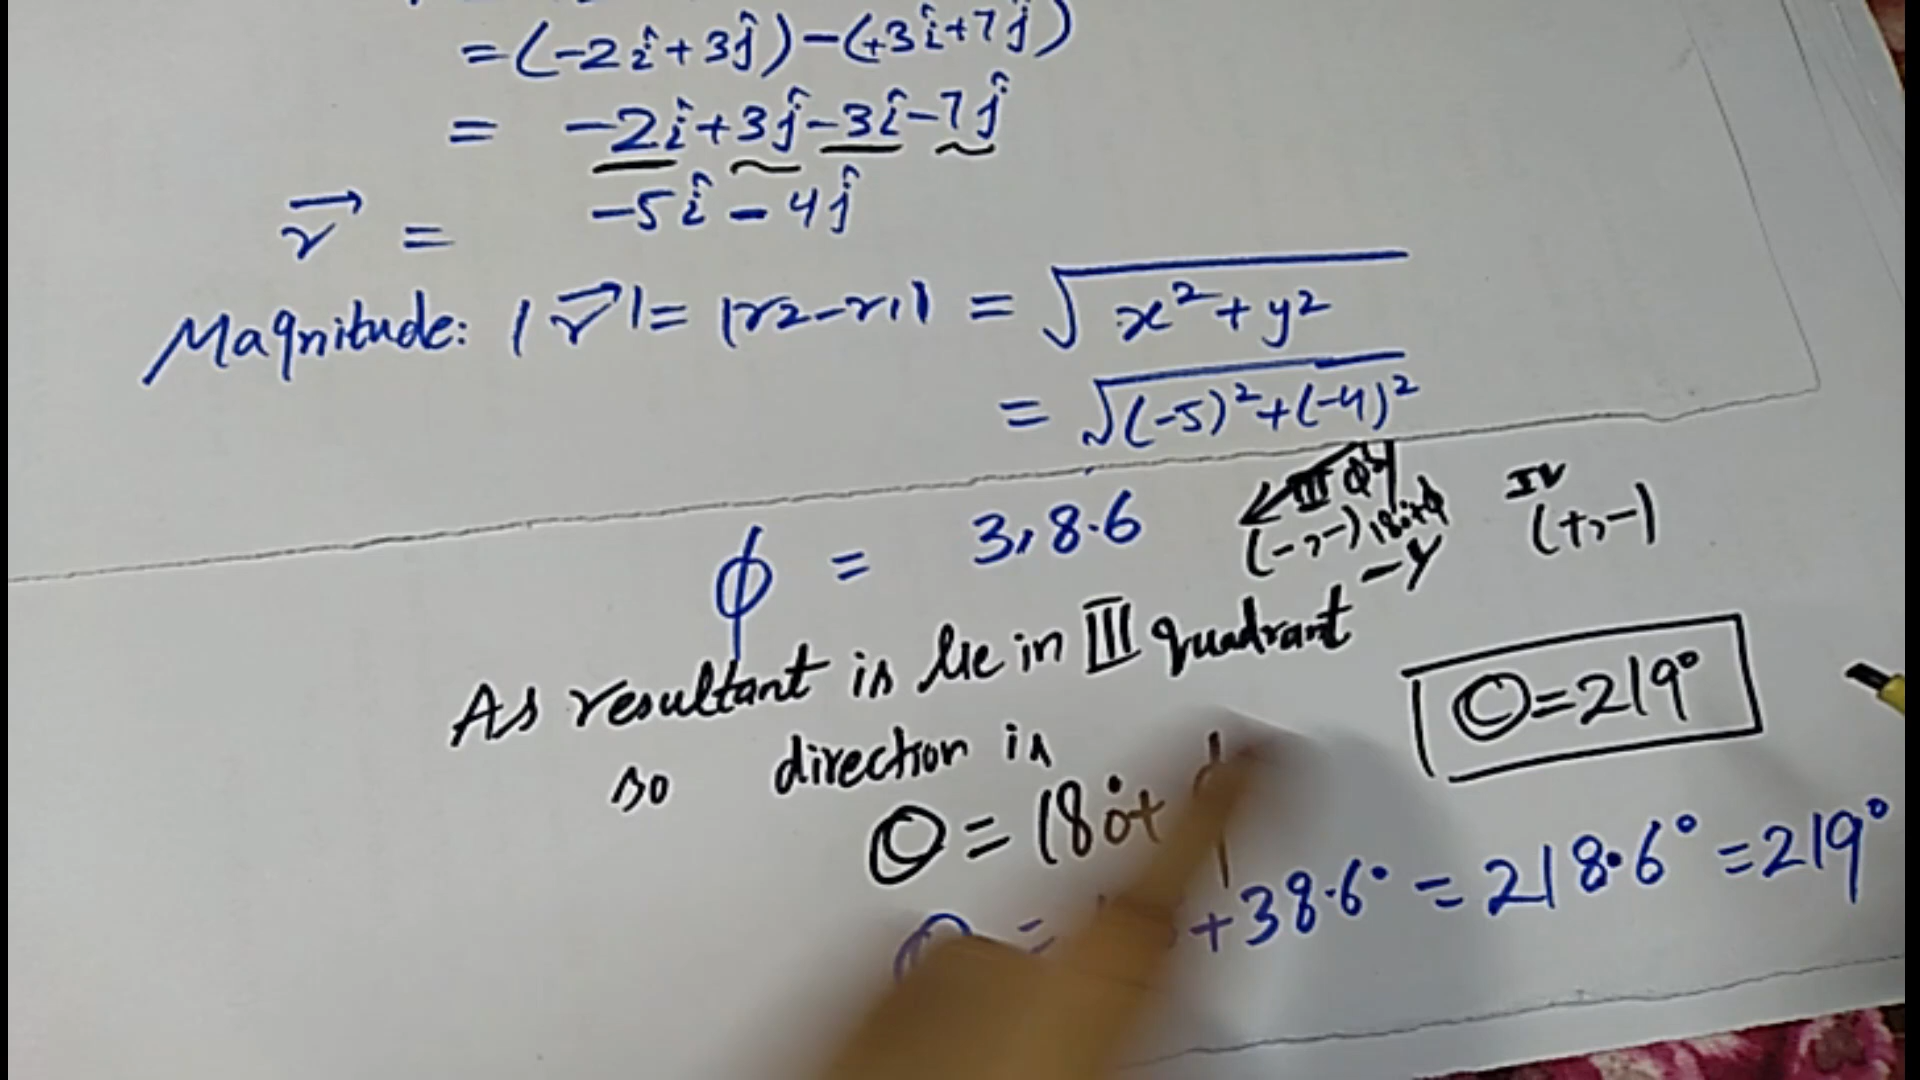 =(-2î+3ĵ)-(+3î+7ĵ)
= -2î+3ĵ-3î-7ĵ
r⃗ = -5î-4ĵ
Magnitude: |r⃗|= |r2-r1| = √x²+y²
= √(-5)²+(-4)²
ϕ = 3,8.6
III Q
(-,-) 180+ϕ
-Y
IV
(+,-)
As resultant is lie in III quadrant
so direction is
θ=219°
θ=180+
+38.6°=218.6°=219°